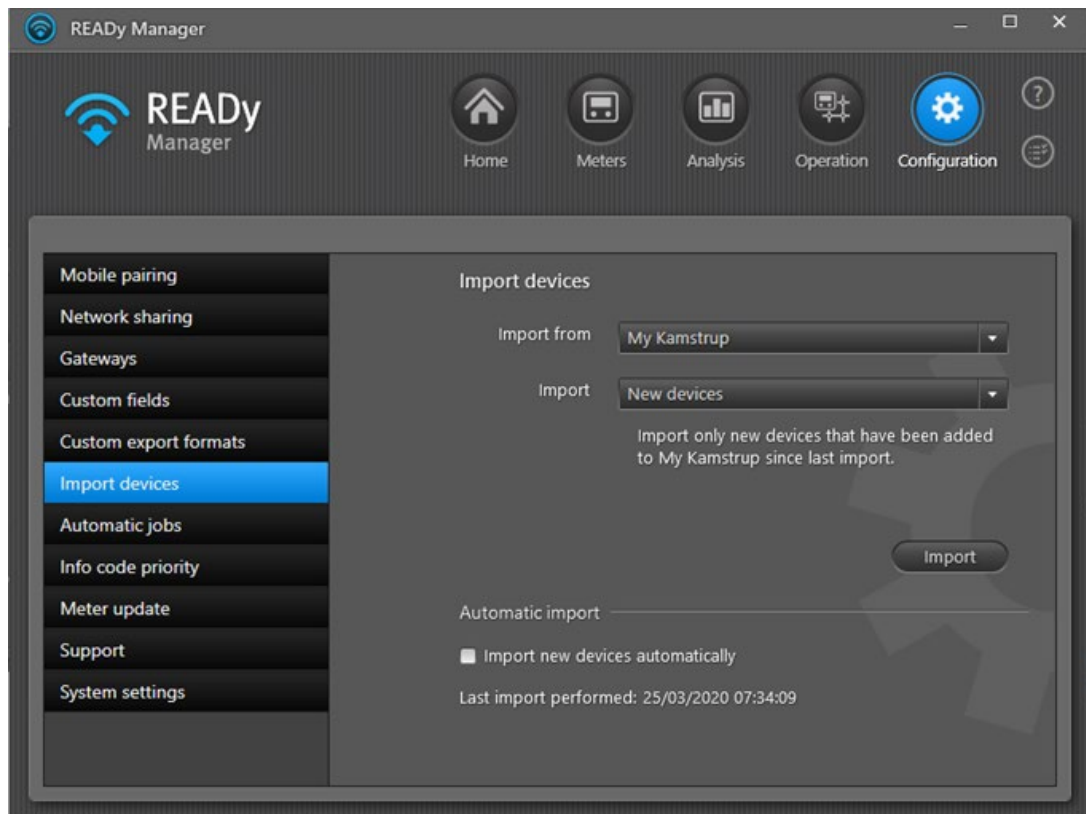 READy Manager
READy
Manager
Home
Meters
Analysis
Operation
Configuration
?
Mobile pairing
Network sharing
Gateways
Custom fields
Custom export formats
Import devices
Automatic jobs
Info code priority
Meter update
Support
System settings
Import devices
Import from
My Kamstrup
Import
New devices
Import only new devices that have been added
to My Kamstrup since last import.
Import
Automatic import
Import new devices automatically
Last import performed: 25/03/2020 07:34:09